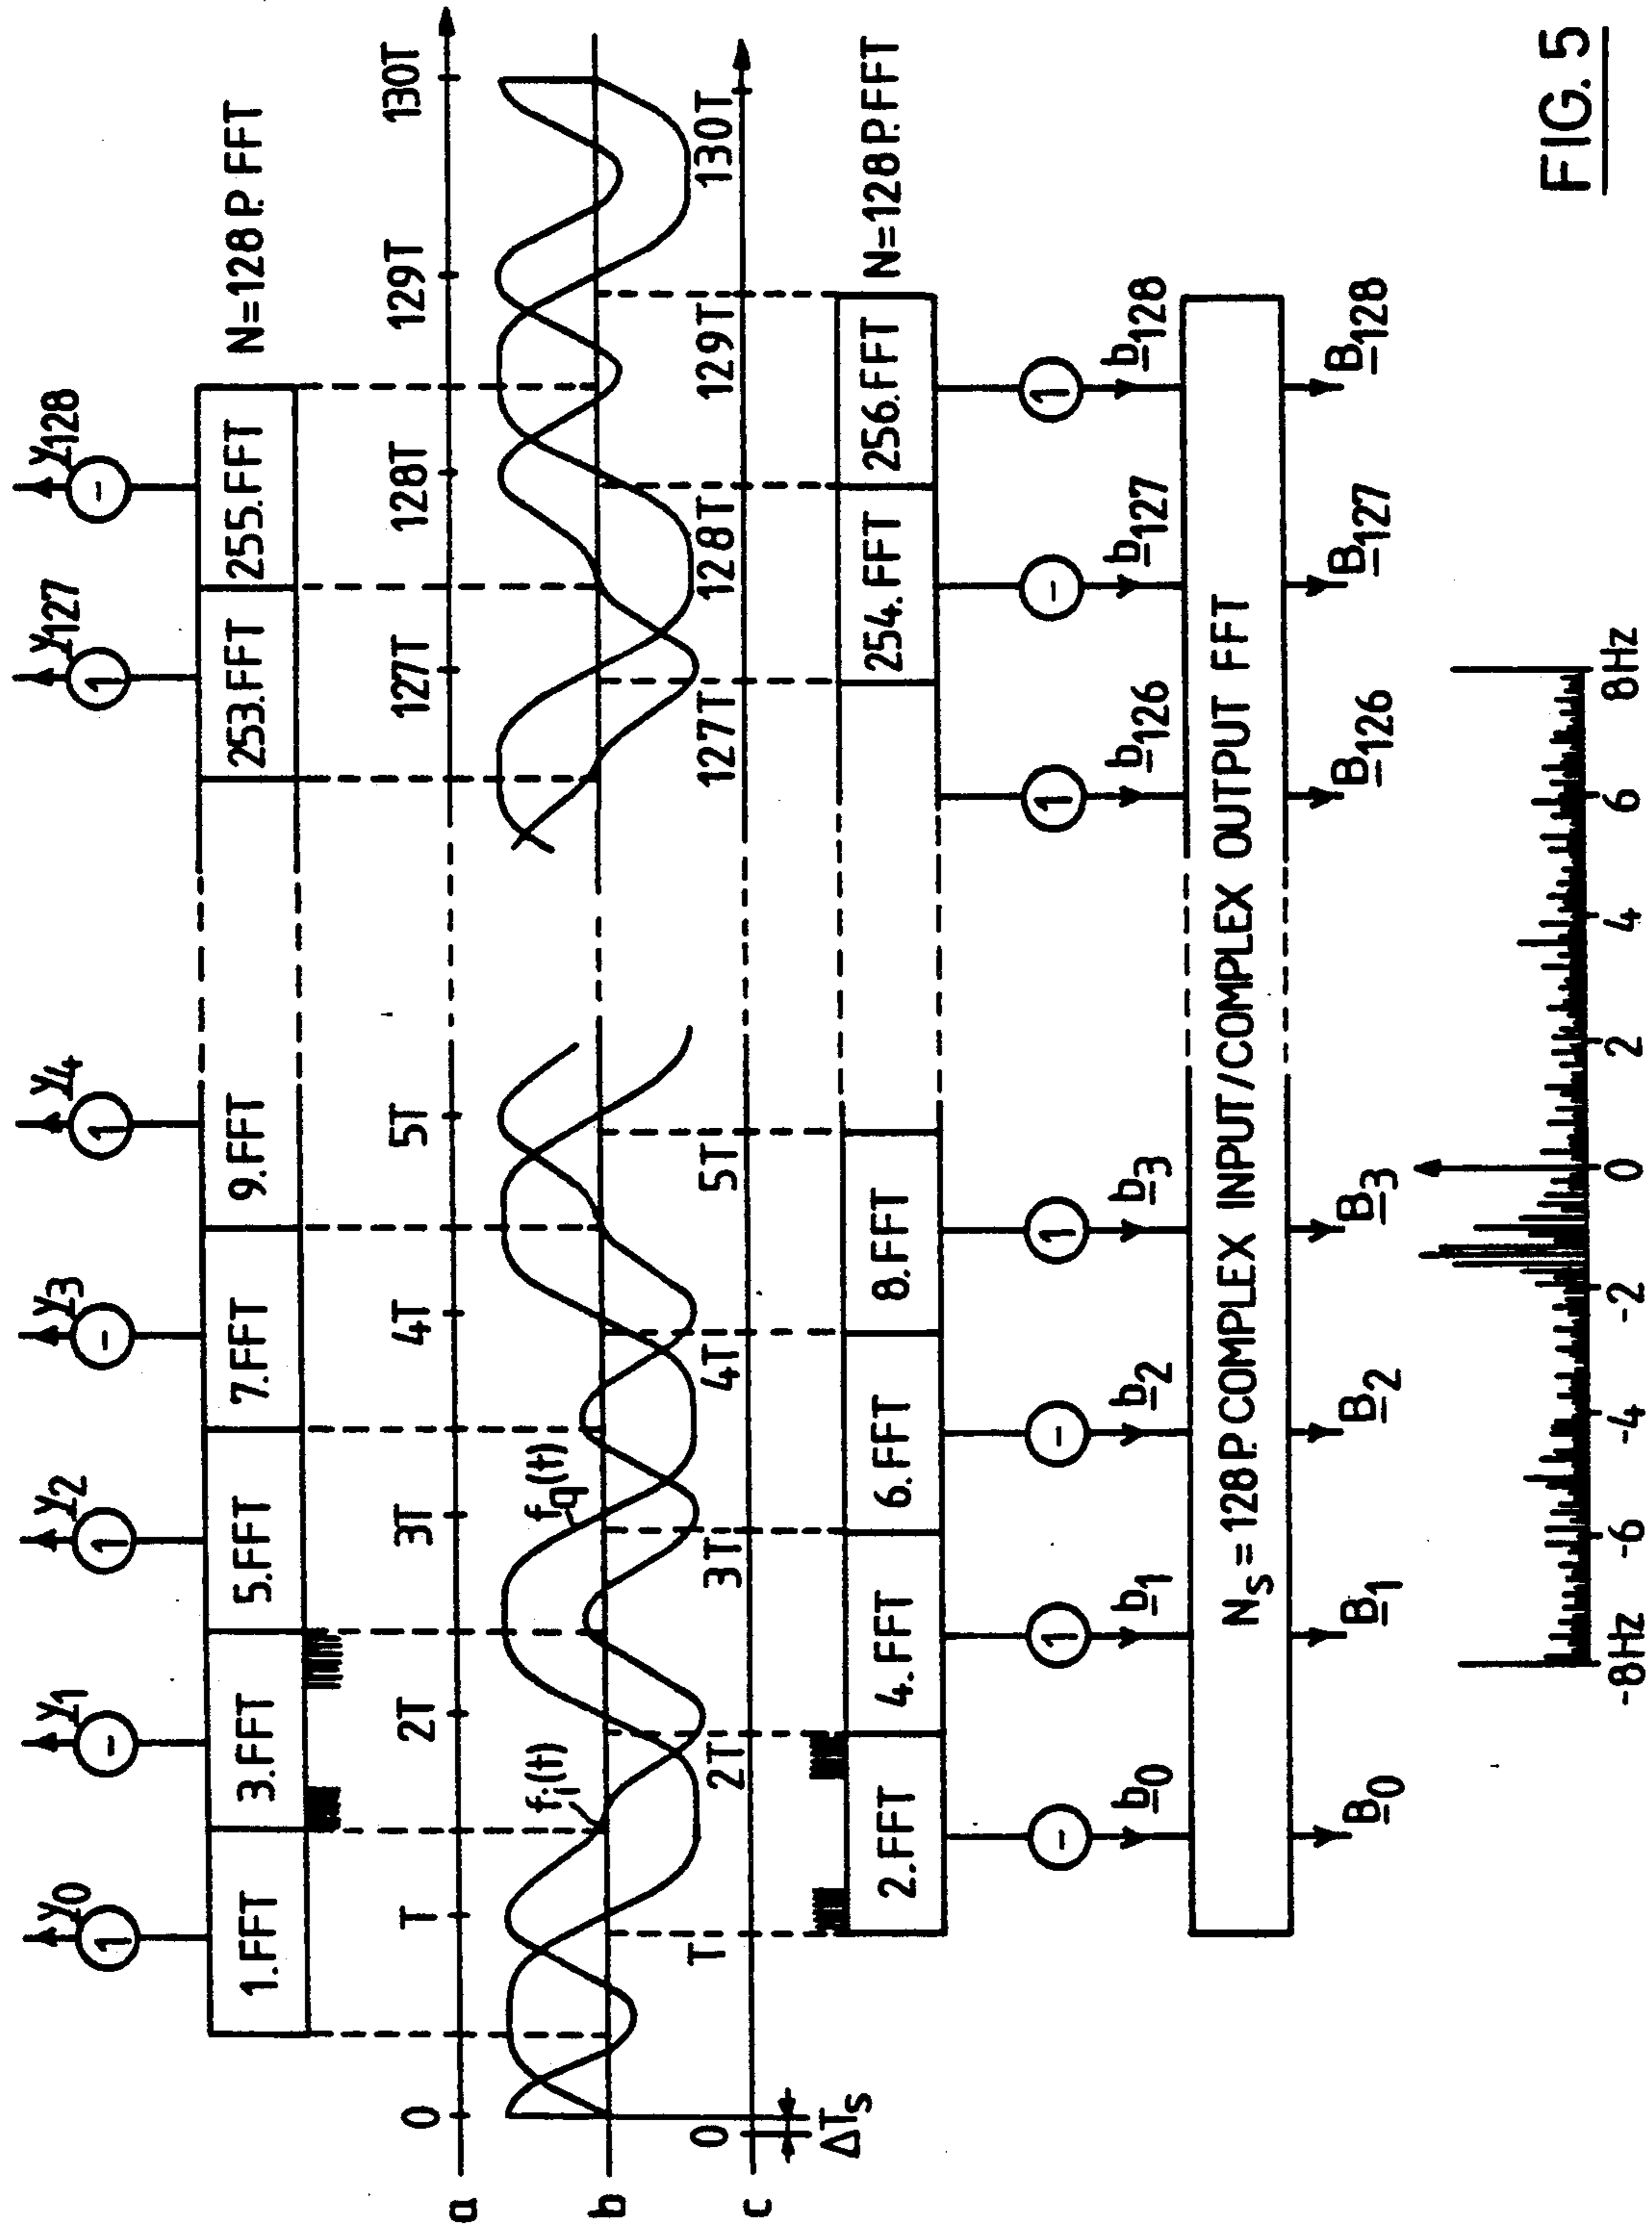 y0 y1 y2 y3 y4 y127 y128
1 - 1 - 1 1 -
1.FFT 3.FFT 5.FFT 7.FFT 9.FFT 253.FFT 255.FFT N=128 P. FFT
0 T 2T 3T 4T 5T 127T 128T 129T 130T
a
fi(t) fq(t)
b
0 T 2T 3T 4T 5T 127T 128T 129T 130T
c
ΔTs
2.FFT 4.FFT 6.FFT 8.FFT 254.FFT 256.FFT N=128P.FFT
- 1 - 1 1 - 1
b0 b1 b2 b3 b126 b127 b128
Ns = 128P. COMPLEX INPUT/COMPLEX OUTPUT FFT
B0 B1 B2 B3 B126 B127 B128
-8Hz -6 -4 -2 0 2 4 6 8Hz
FIG. 5